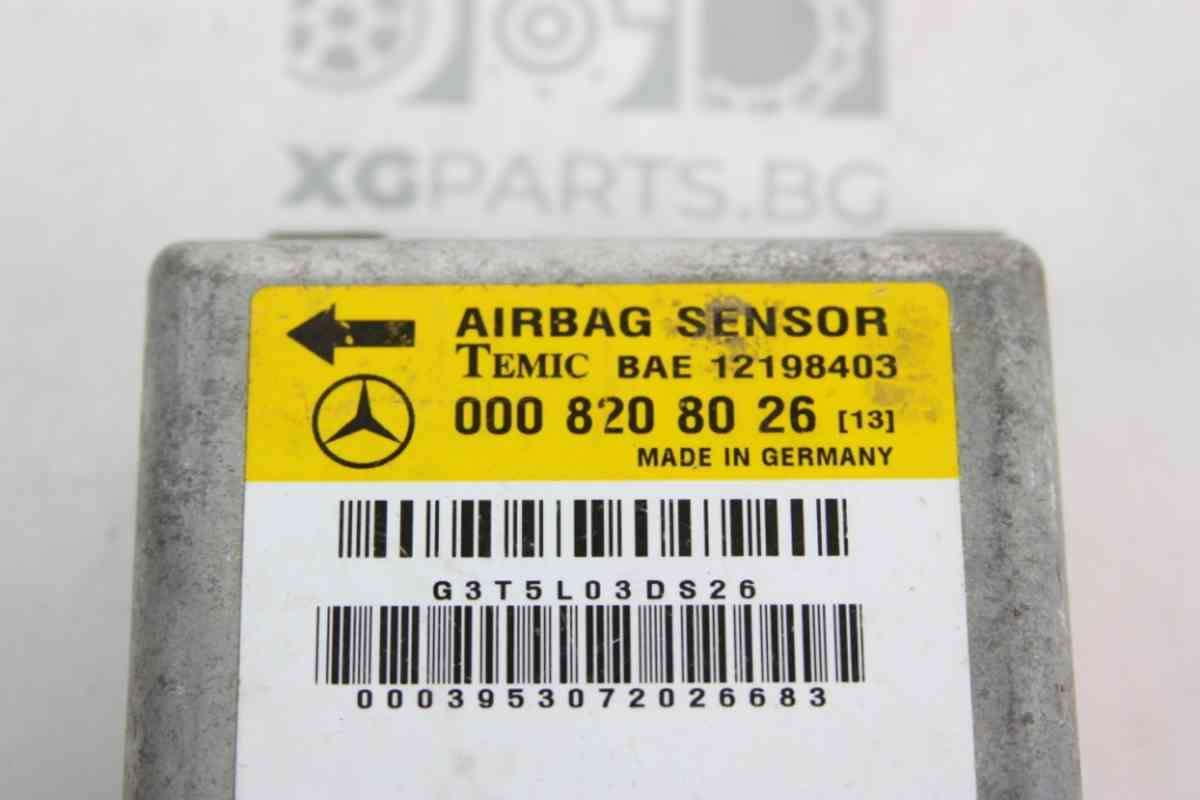 XGPARTS.BG
AIRBAG SENSOR
TEMIC BAE 12198403
000 820 80 26 [13]
MADE IN GERMANY
G3T5L03DS26
0003953072026683